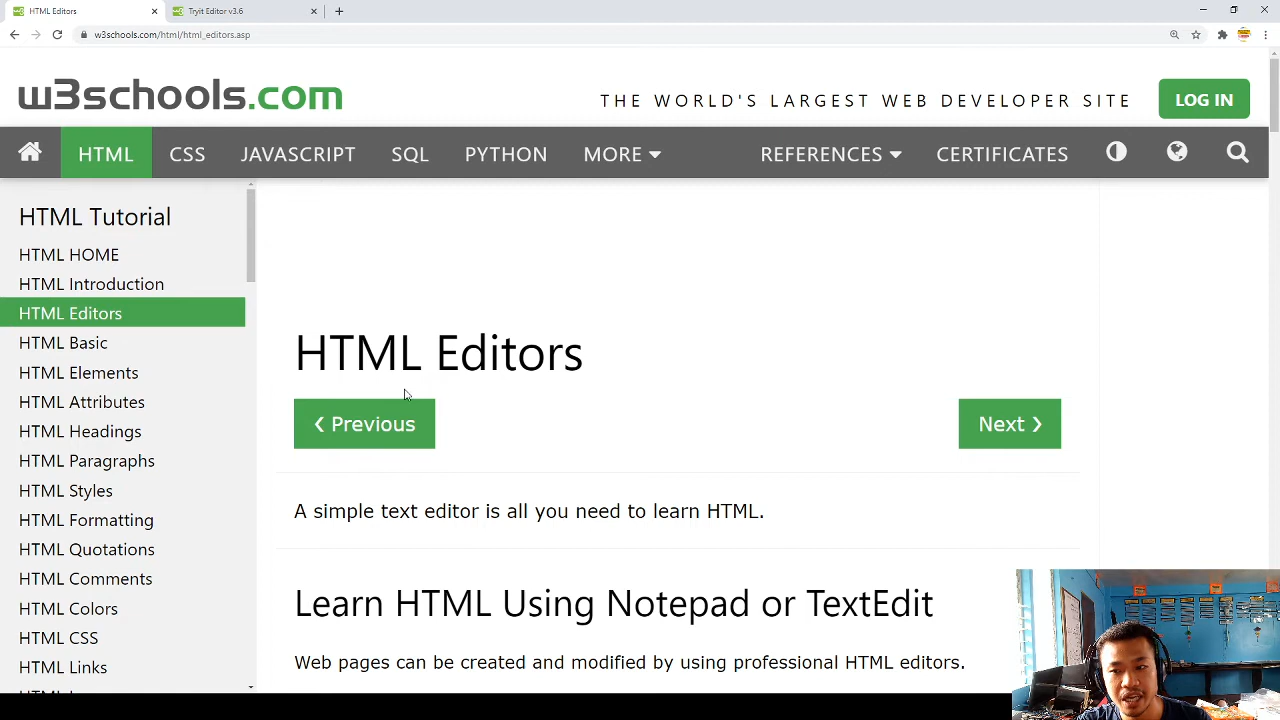 HTML Editors
Tryit Editor v3.6
w3schools.com/html/html_editors.asp
w3schools.com
THE WORLD'S LARGEST WEB DEVELOPER SITE
LOG IN
HTML CSS JAVASCRIPT SQL PYTHON MORE REFERENCES CERTIFICATES
HTML Tutorial
HTML HOME
HTML Introduction
HTML Editors
HTML Basic
HTML Elements
HTML Attributes
HTML Headings
HTML Paragraphs
HTML Styles
HTML Formatting
HTML Quotations
HTML Comments
HTML Colors
HTML CSS
HTML Links
HTML Editors
❮ Previous
Next ❯
A simple text editor is all you need to learn HTML.
Learn HTML Using Notepad or TextEdit
Web pages can be created and modified by using professional HTML editors.